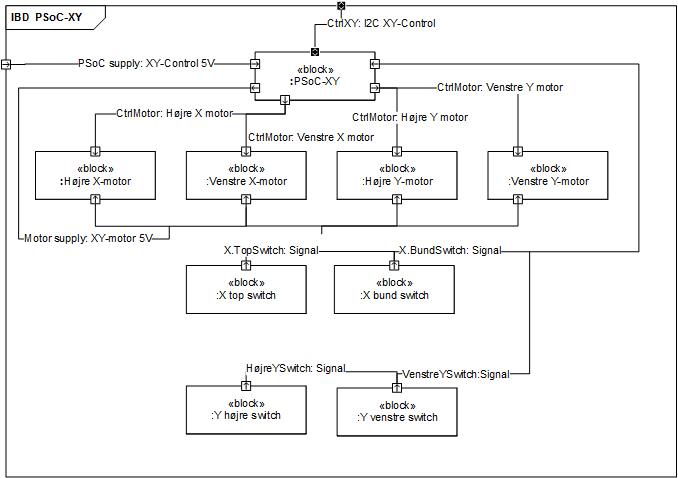 IBD PSoC-XY
CtrlXY: I2C XY-Control
PSoC supply: XY-Control 5V
«block»
:PSoC-XY
CtrlMotor: Venstre Y motor
CtrlMotor: Højre X motor
CtrlMotor: Højre Y motor
CtrlMotor: Venstre X motor
«block»
:Højre X-motor
«block»
:Venstre X-motor
«block»
:Højre Y-motor
«block»
:Venstre Y-motor
Motor supply: XY-motor 5V
X.TopSwitch: Signal
X.BundSwitch: Signal
«block»
:X top switch
«block»
:X bund switch
HøjreYSwitch: Signal
VenstreYSwitch:Signal
«block»
:Y højre switch
«block»
:Y venstre switch